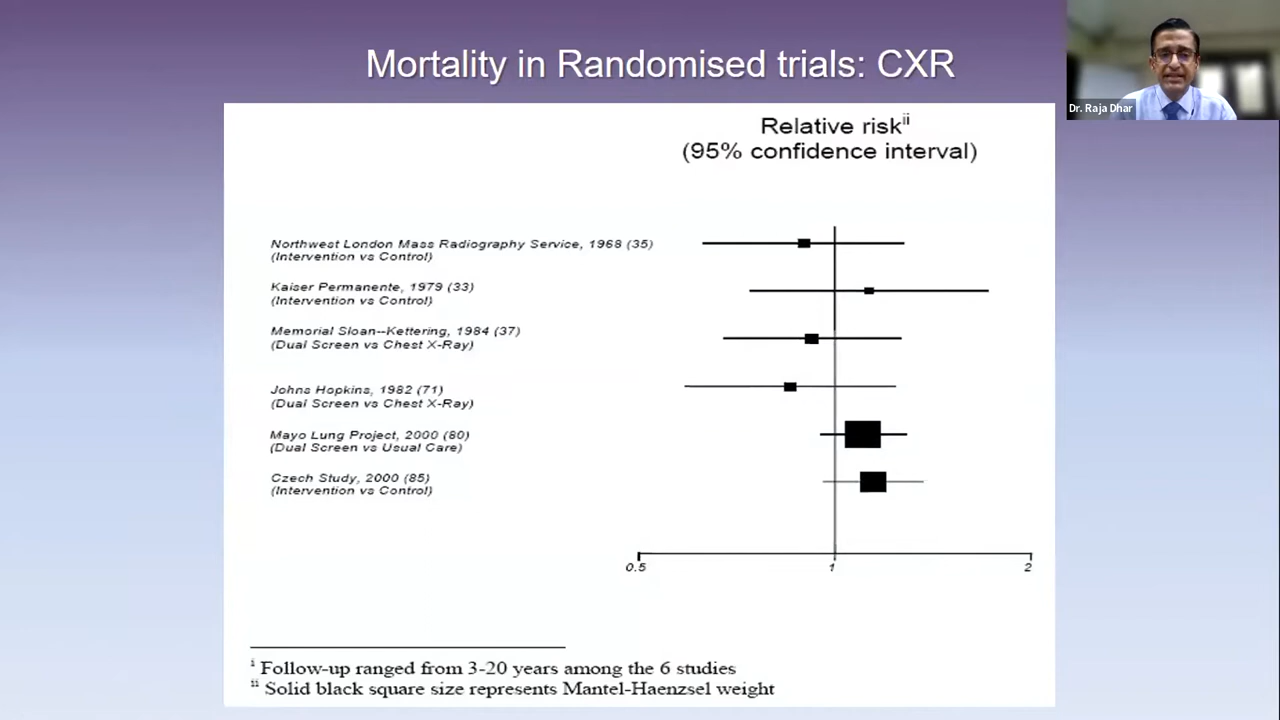 Mortality in Randomised trials: CXR
Dr. Raja Dhar
Relative risk ii
(95% confidence interval)
Northwest London Mass Radiography Service, 1968 (35)
(Intervention vs Control)
Kaiser Permanente, 1979 (33)
(Intervention vs Control)
Memorial Sloan--Kettering, 1984 (37)
(Dual Screen vs Chest X-Ray)
Johns Hopkins, 1982 (71)
(Dual Screen vs Chest X-Ray)
Mayo Lung Project, 2000 (80)
(Dual Screen vs Usual Care)
Czech Study, 2000 (85)
(Intervention vs Control)
0.5 1 2
i Follow-up ranged from 3-20 years among the 6 studies
ii Solid black square size represents Mantel-Haenzsel weight